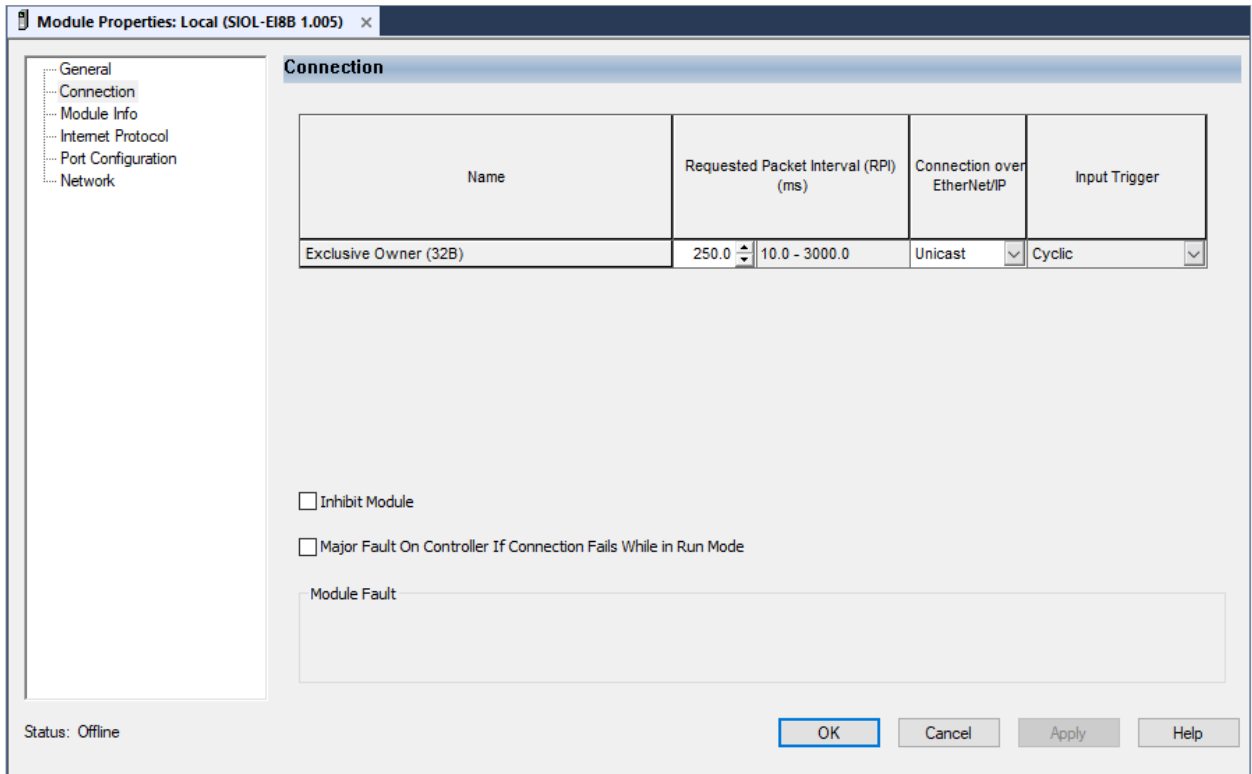 Module Properties: Local (SIOL-EI8B 1.005) ×
General
Connection
Module Info
Internet Protocol
Port Configuration
Network
Connection
Name
Requested Packet Interval (RPI)
(ms)
Connection over
EtherNet/IP
Input Trigger
Exclusive Owner (32B) 250.0 10.0 - 3000.0 Unicast Cyclic
Inhibit Module
Major Fault On Controller If Connection Fails While in Run Mode
Module Fault
Status: Offline
OK Cancel Apply Help